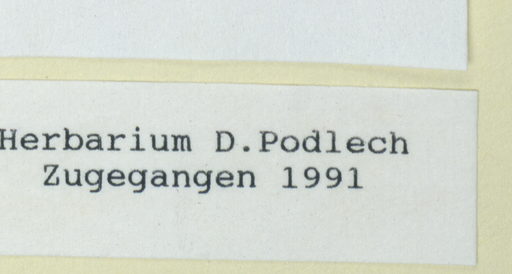 Herbarium D.Podlech
Zugegangen 1991